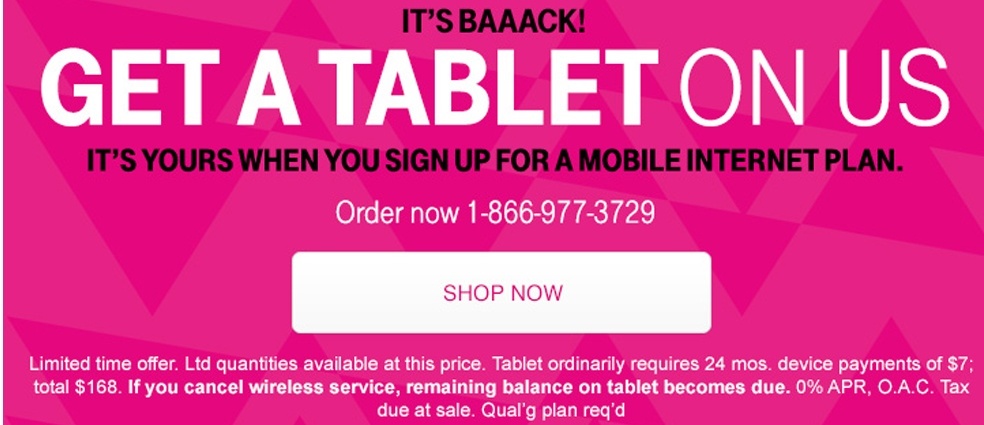 IT'S BAAACK!
GET A TABLET ON US
IT'S YOURS WHEN YOU SIGN UP FOR A MOBILE INTERNET PLAN.
Order now 1-866-977-3729
SHOP NOW
Limited time offer. Ltd quantities available at this price. Tablet ordinarily requires 24 mos. device payments of $7;
total $168. If you cancel wireless service, remaining balance on tablet becomes due. 0% APR, O.A.C. Tax
due at sale. Qual'g plan req'd